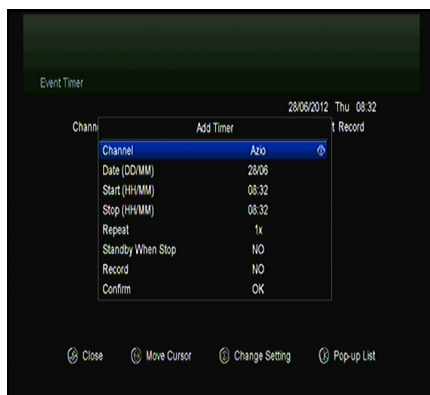 Event Timer
28/06/2012 Thu 08:32
Chann
t Record
Add Timer
Channel Azio
Date (DD/MM) 28/06
Start (HH/MM) 08:32
Stop (HH/MM) 08:32
Repeat 1x
Standby When Stop NO
Record NO
Confirm OK
Close Move Cursor Change Setting Pop-up List